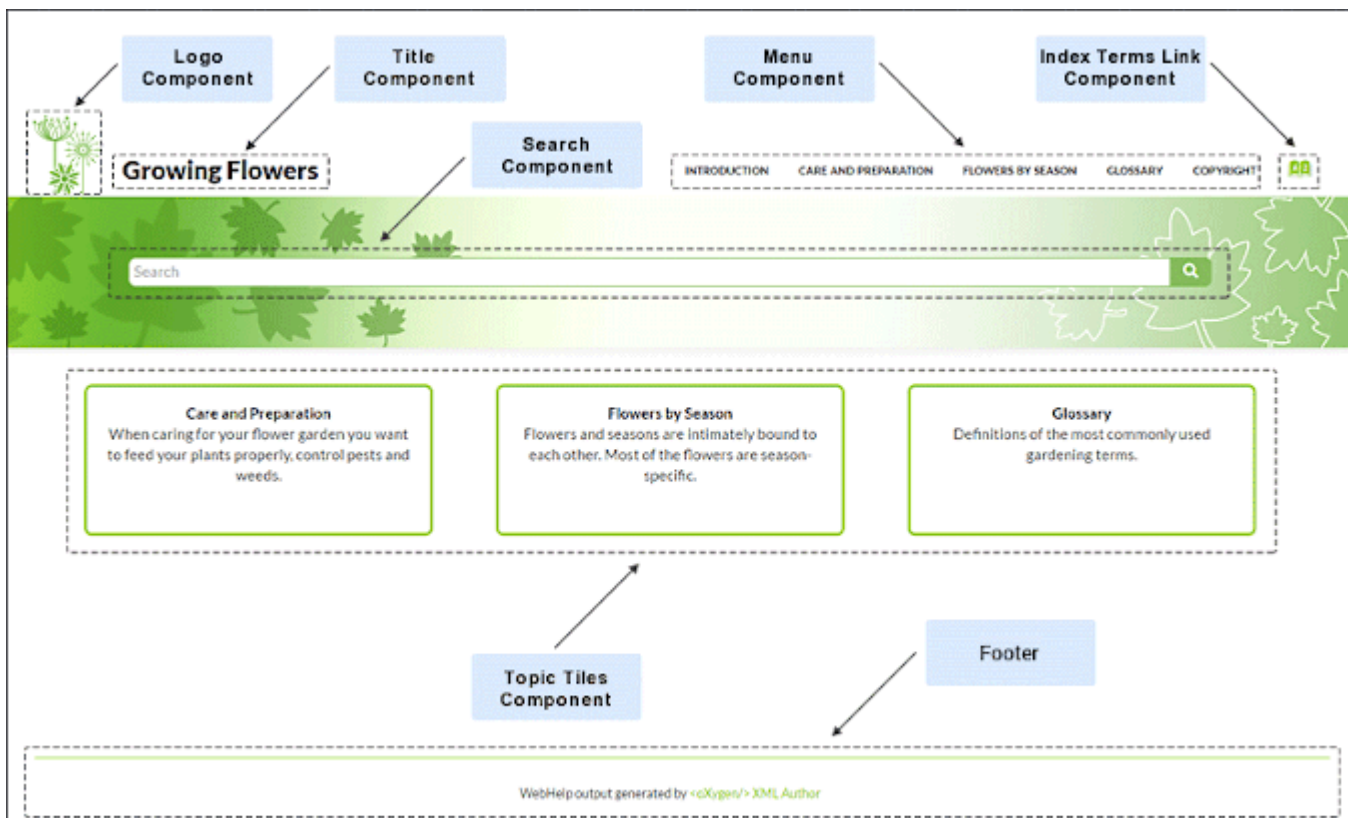 Logo
Component
Title
Component
Menu
Component
Index Terms Link
Component
Search
Component
Growing Flowers
INTRODUCTION CARE AND PREPARATION FLOWERS BY SEASON GLOSSARY COPYRIGHT
Search
Care and Preparation
When caring for your flower garden you want
to feed your plants properly, control pests and
weeds.
Flowers by Season
Flowers and seasons are intimately bound to
each other. Most of the flowers are season-
specific.
Glossary
Definitions of the most commonly used
gardening terms.
Topic Tiles
Component
Footer
WebHelp output generated by <oXygen/> XML Author